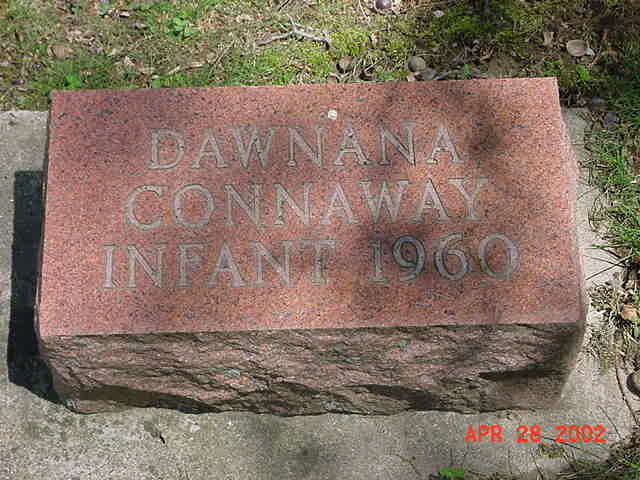 DAWNANA
CONNAWAY
INFANT 1960
APR 28 2002